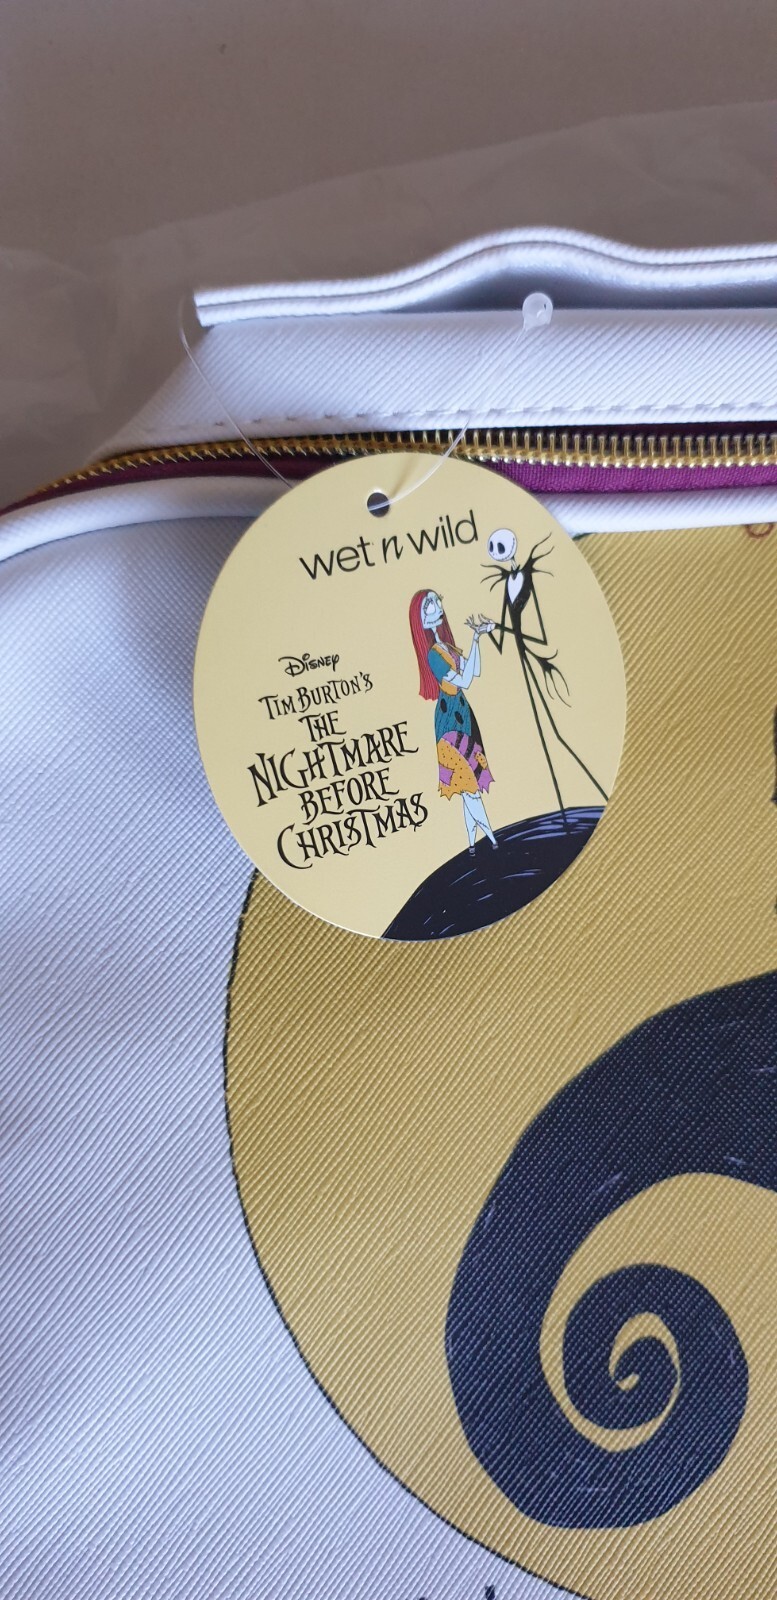 wet n wild
Disney
Tim Burton's
The
Nightmare
Before
Christmas